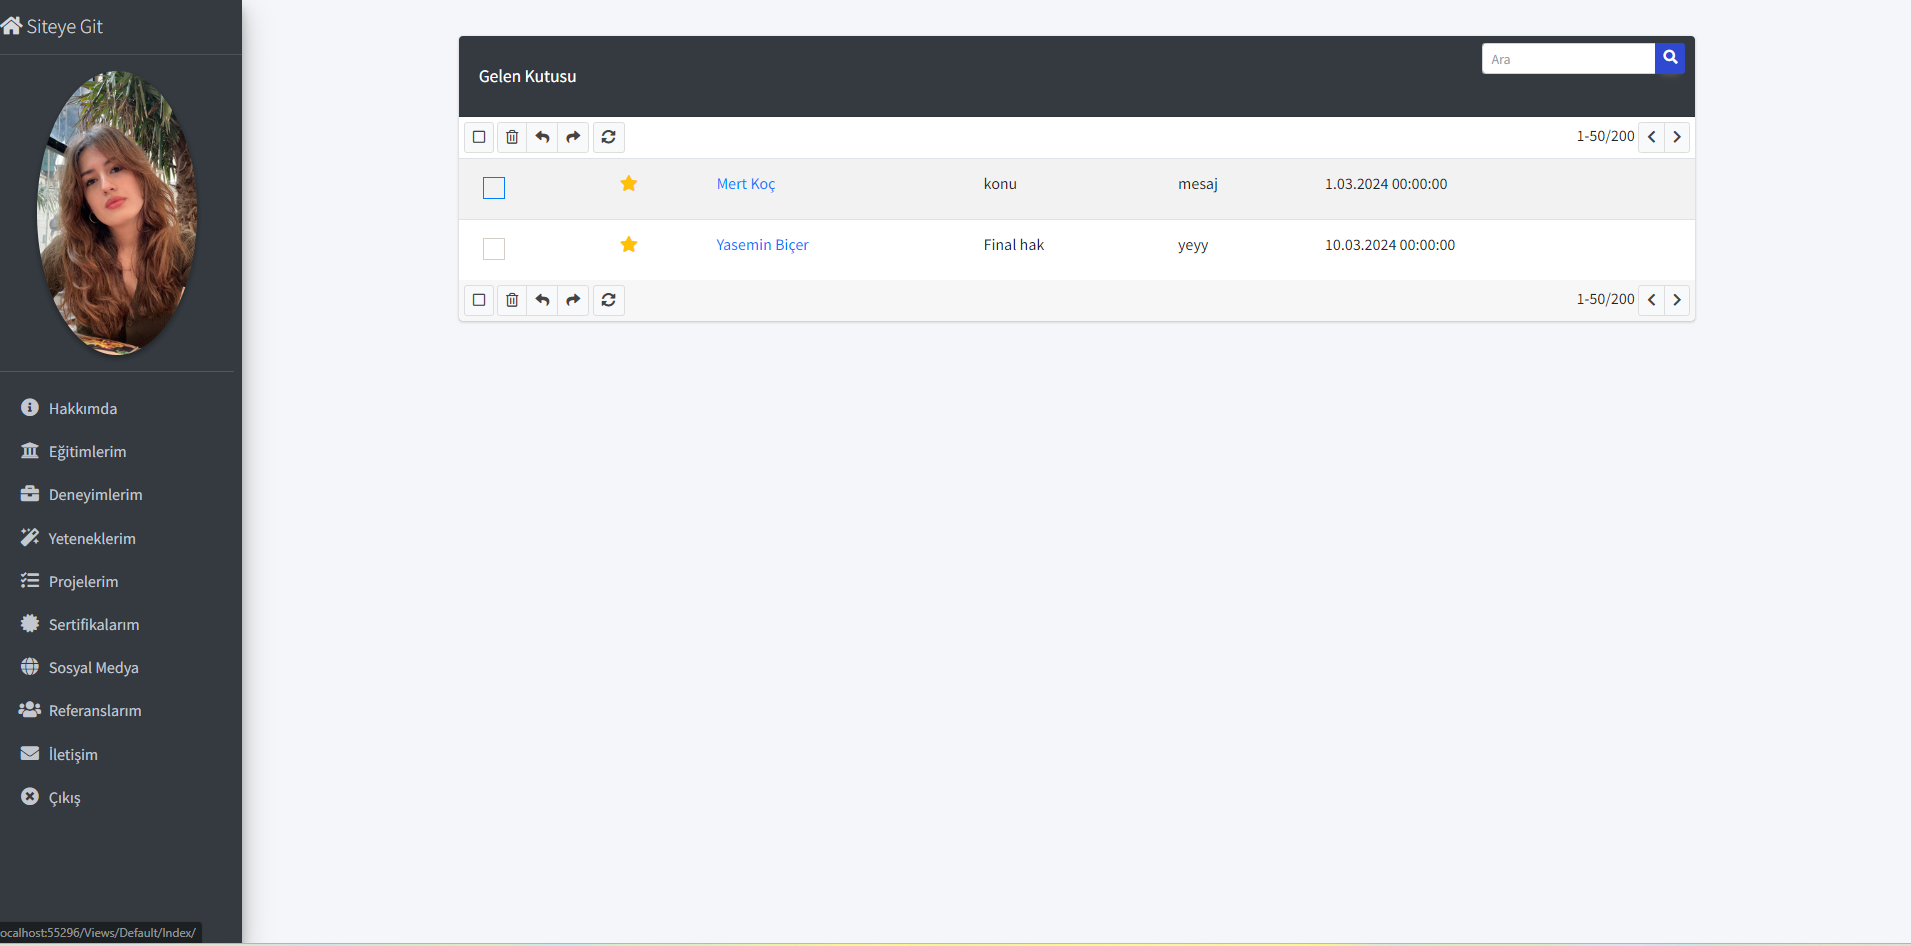 Siteye Git
Gelen Kutusu
Ara
1-50/200
Mert Koç konu mesaj 1.03.2024 00:00:00
Yasemin Biçer Final hak yeyy 10.03.2024 00:00:00
1-50/200
Hakkımda
Eğitimlerim
Deneyimlerim
Yeteneklerim
Projelerim
Sertifikalarım
Sosyal Medya
Referanslarım
İletişim
Çıkış
ocalhost:55296/Views/Default/Index/